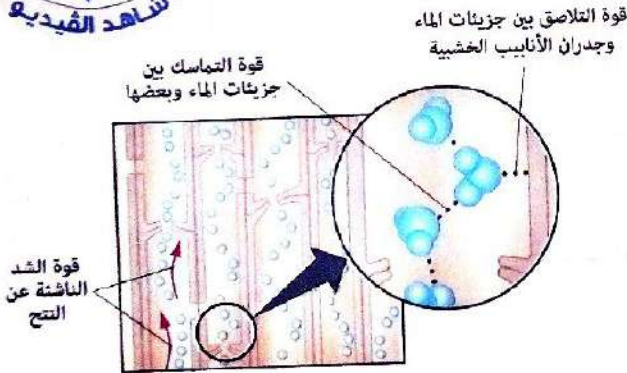 شاهد الڤيديو
قوة التلاصق بين جزيئات الماء
وجدران الأنابيب الخشبية
قوة التماسك بين
جزيئات الماء وبعضها
قوة الشد
الناشئة عن
النتح